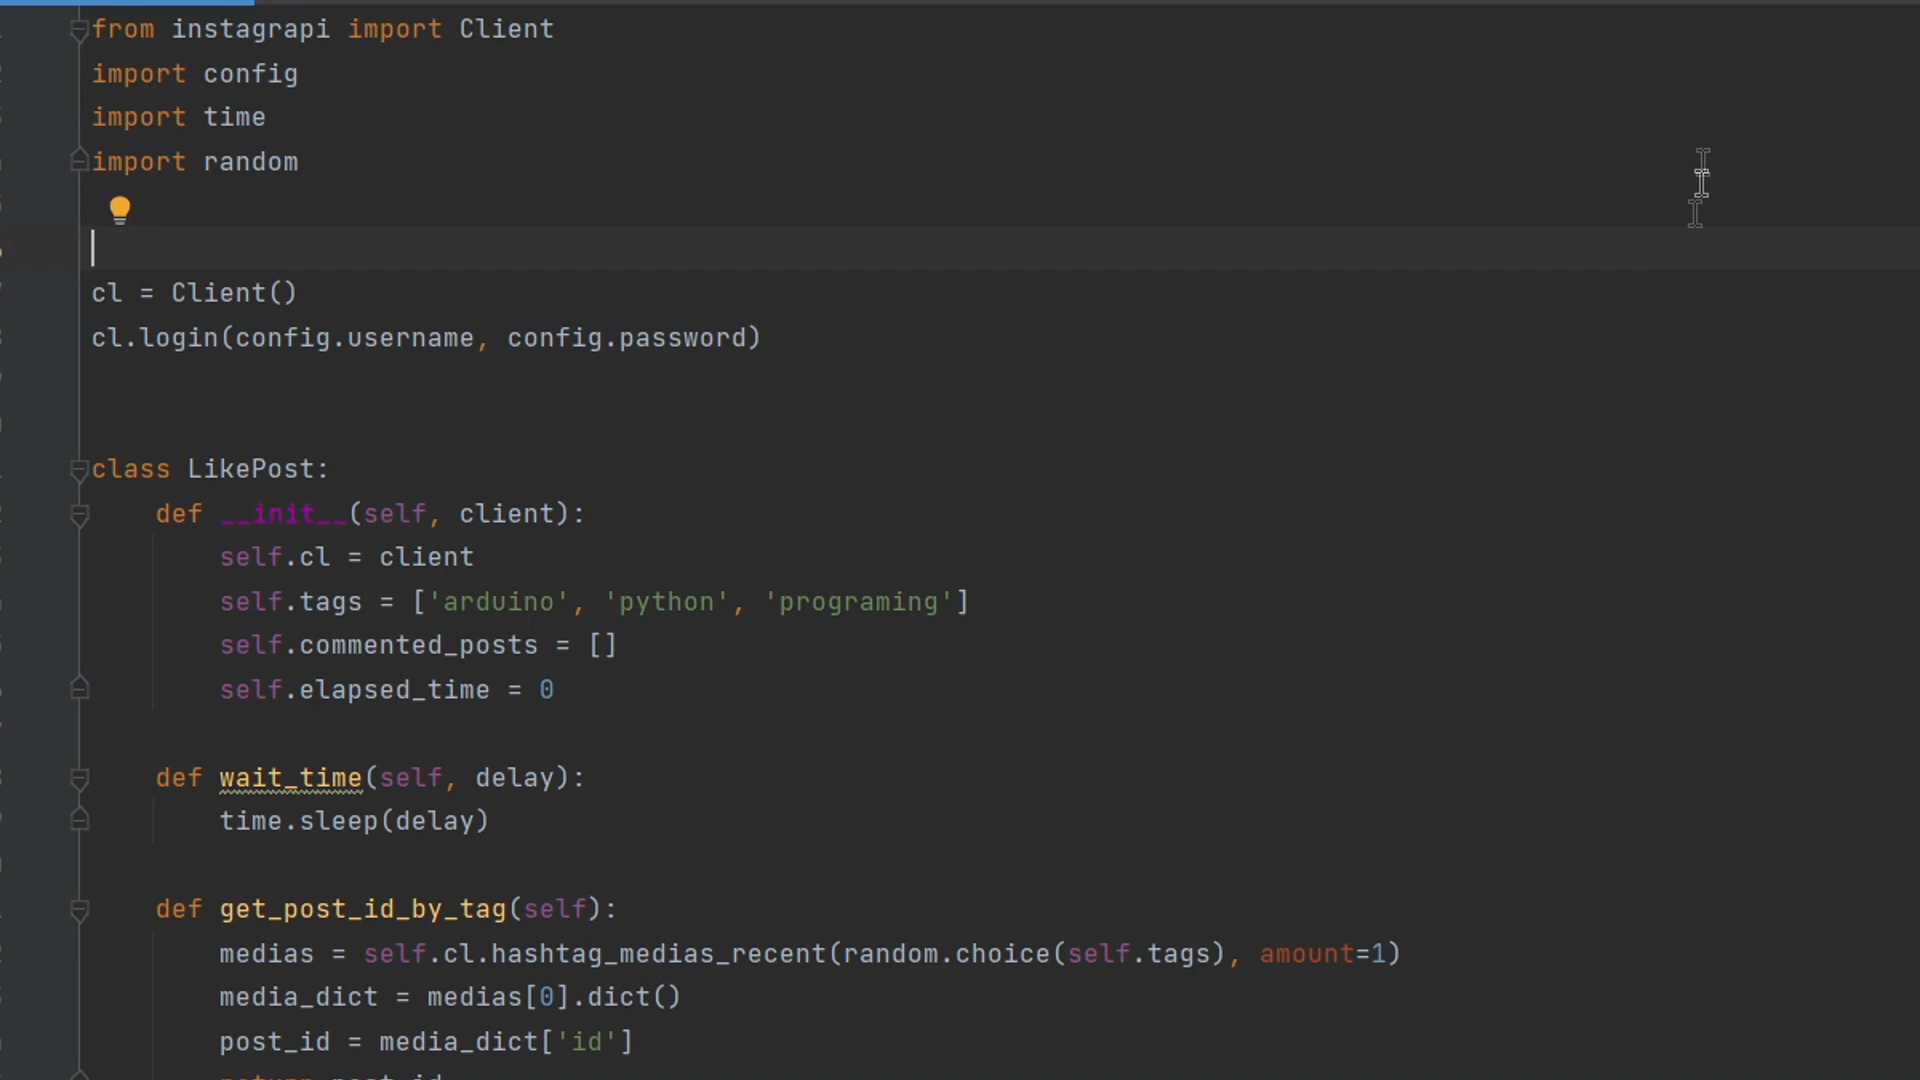 from instagrapi import Client
import config
import time
import random
cl = Client()
cl.login(config.username, config.password)
class LikePost:
def __init__(self, client):
self.cl = client
self.tags = ['arduino', 'python', 'programing']
self.commented_posts = []
self.elapsed_time = 0
def wait_time(self, delay):
time.sleep(delay)
def get_post_id_by_tag(self):
medias = self.cl.hashtag_medias_recent(random.choice(self.tags), amount=1)
media_dict = medias[0].dict()
post_id = media_dict['id']